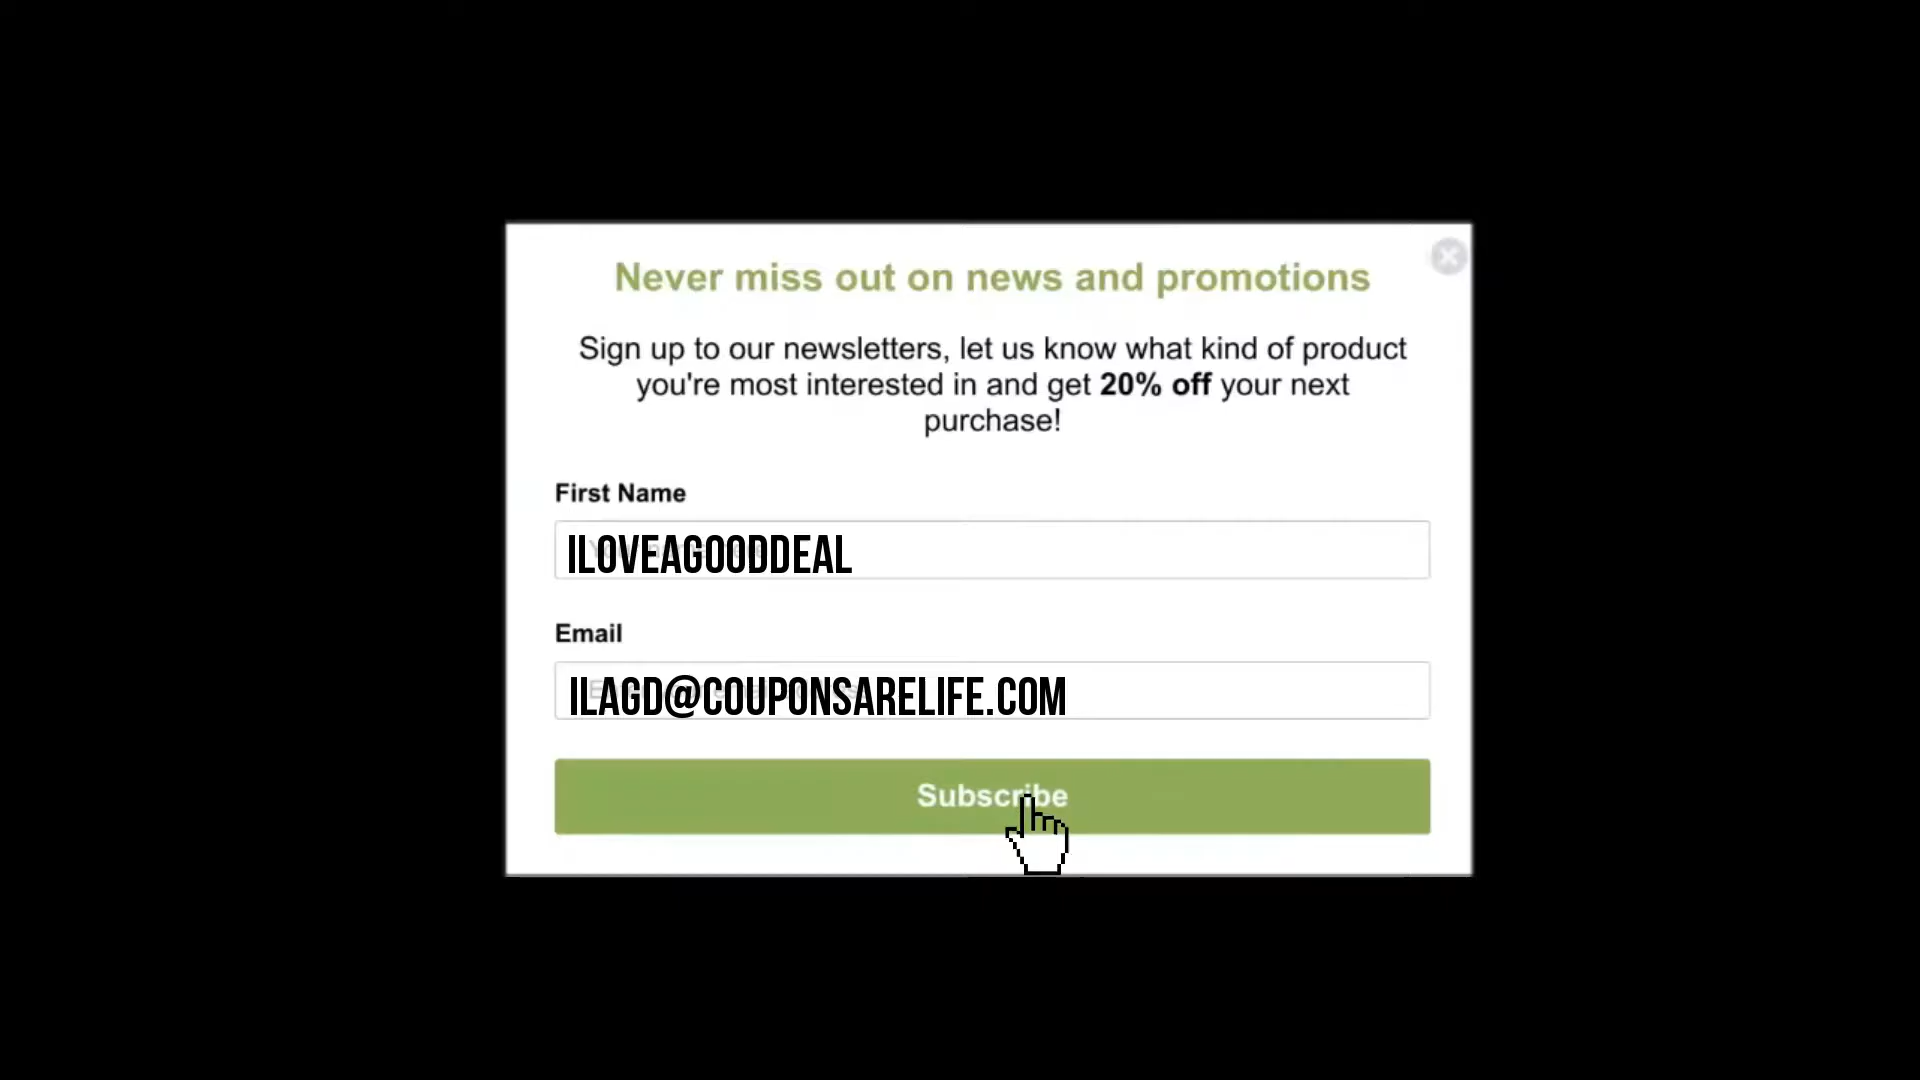 Never miss out on news and promotions
Sign up to our newsletters, let us know what kind of product
you're most interested in and get 20% off your next
purchase!
First Name
ILOVEAGOODDEAL
Email
ILAGD@COUPONSARELIFE.COM
Subscribe